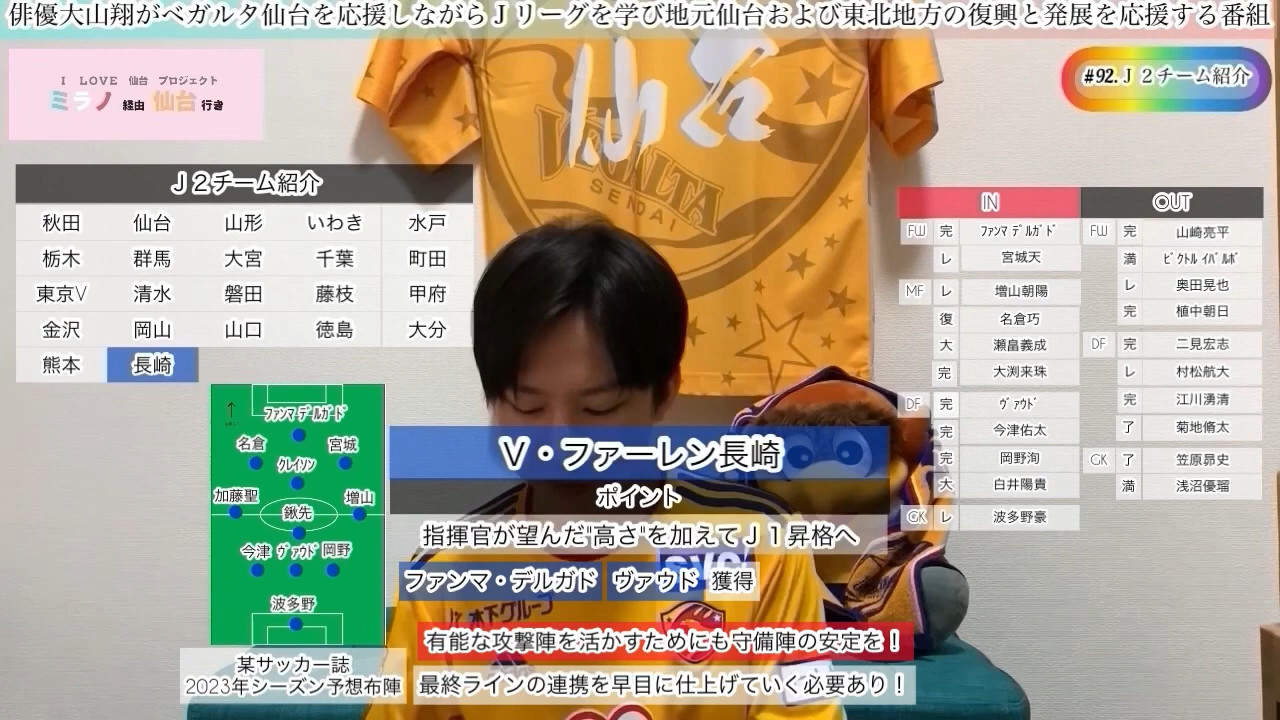 俳優大山翔がベガルタ仙台を応援しながらＪリーグを学び地元仙台および東北地方の復興と発展を応援する番組
I LOVE 仙台 プロジェクト
ミラノ 経由 仙台 行き
#92.Ｊ２チーム紹介
仙台
VEGALTA
SENDAI
Ｊ２チーム紹介
秋田 仙台 山形 いわき 水戸
栃木 群馬 大宮 千葉 町田
東京V 清水 磐田 藤枝 甲府
金沢 岡山 山口 徳島 大分
熊本 長崎
IN
FW 完 ﾌｧﾝﾏ ﾃﾞﾙｶﾞﾄﾞ
レ 宮城天
MF レ 増山朝陽
復 名倉巧
大 瀬畠義成
完 大渕来珠
DF 完 ｳﾞｧｳﾄﾞ
完 今津佑太
完 岡野洵
大 白井陽貴
GK レ 波多野豪
OUT
FW 完 山崎亮平
満 ﾋﾞｸﾄﾙ ｲﾊﾞﾙﾎﾞ
レ 奥田晃也
完 植中朝日
DF 完 二見宏志
レ 村松航太
完 江川湧清
了 菊地脩太
GK 了 笠原昴史
満 浅沼優瑠
ﾌｧﾝﾏ ﾃﾞﾙｶﾞﾄﾞ
名倉 宮城
ｸﾚｲｿﾝ
加藤聖 増山
鍬先
今津 ｳﾞｧｳﾄﾞ 岡野
波多野
某サッカー誌
2023年シーズン予想布陣
Ｖ・ファーレン長崎
ポイント
指揮官が望んだ"高さ"を加えてＪ１昇格へ
ファンマ・デルガド ヴァウド 獲得
木下グループ
有能な攻撃陣を活かすためにも守備陣の安定を！
最終ラインの連携を早目に仕上げていく必要あり！